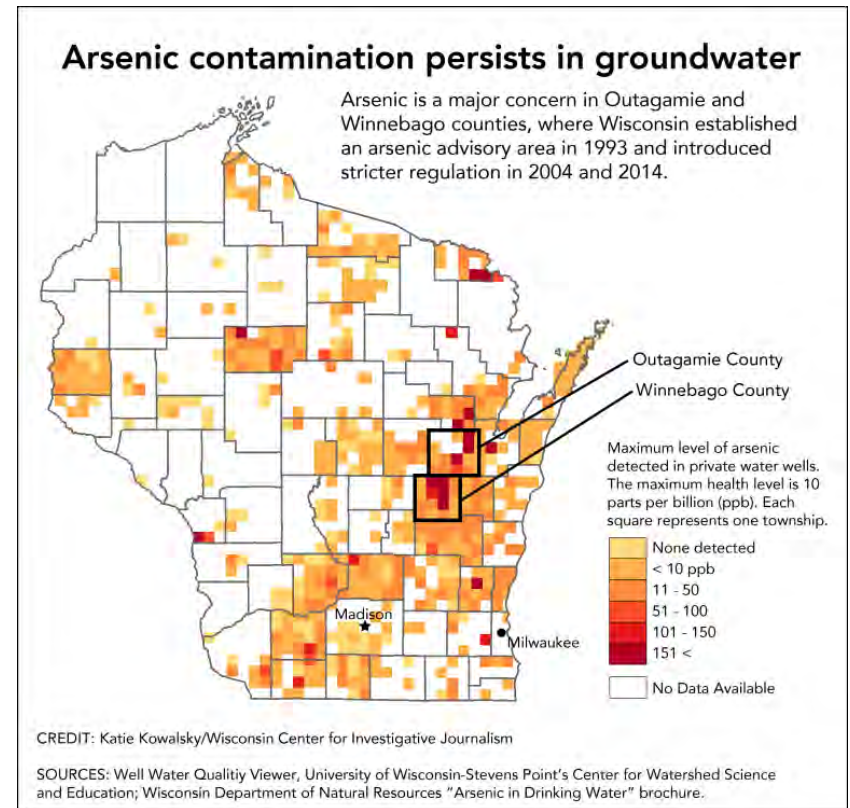 Arsenic contamination persists in groundwater
Arsenic is a major concern in Outagamie and
Winnebago counties, where Wisconsin established
an arsenic advisory area in 1993 and introduced
stricter regulation in 2004 and 2014.
Outagamie County
Winnebago County
Maximum level of arsenic
detected in private water wells.
The maximum health level is 10
parts per billion (ppb). Each
square represents one township.
None detected
< 10 ppb
11 - 50
51 - 100
101 - 150
151 <
No Data Available
Madison
Milwaukee
CREDIT: Katie Kowalsky/Wisconsin Center for Investigative Journalism
SOURCES: Well Water Qualitiy Viewer, University of Wisconsin-Stevens Point's Center for Watershed Science
and Education; Wisconsin Department of Natural Resources "Arsenic in Drinking Water" brochure.